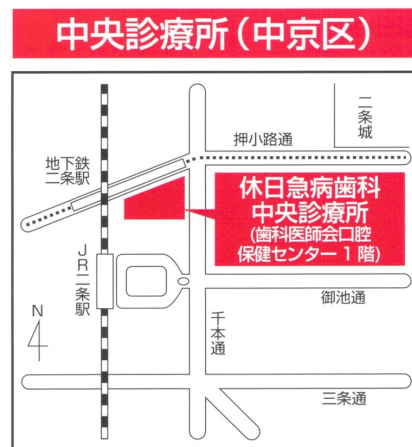 中央診療所（中京区）
二条城
押小路通
地下鉄
二条駅
休日急病歯科
中央診療所
(歯科医師会口腔
保健センター１階)
JR二条駅
御池通
千本通
N
三条通